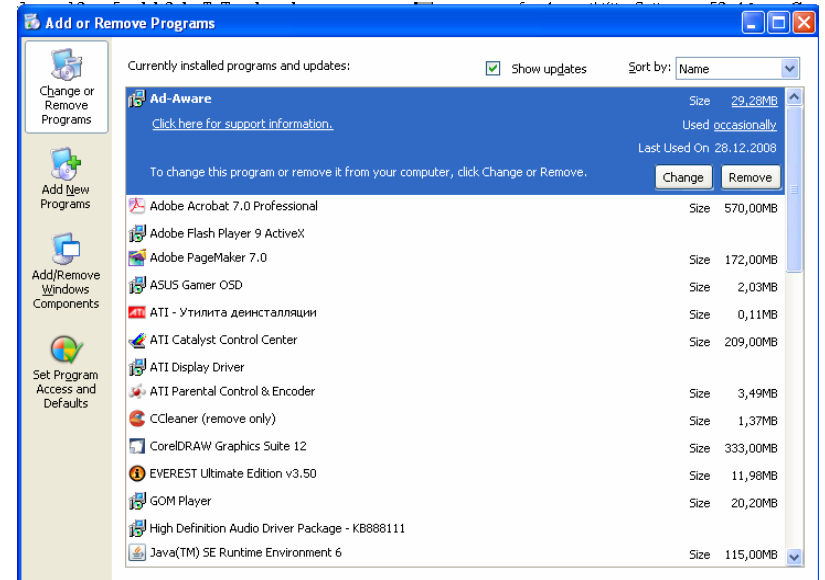 Add or Remove Programs
Change or
Remove
Programs
Add New
Programs
Add/Remove
Windows
Components
Set Program
Access and
Defaults
Currently installed programs and updates:
Show updates
Sort by: Name
Ad-Aware Size 29,28MB
Click here for support information. Used occasionally
Last Used On 28.12.2008
To change this program or remove it from your computer, click Change or Remove. Change Remove
Adobe Acrobat 7.0 Professional Size 570,00MB
Adobe Flash Player 9 ActiveX
Adobe PageMaker 7.0 Size 172,00MB
ASUS Gamer OSD Size 2,03MB
ATI ATI - Утилита деинсталляции Size 0,11MB
ATI Catalyst Control Center Size 209,00MB
ATI Display Driver
ATI Parental Control & Encoder Size 3,49MB
CCleaner (remove only) Size 1,37MB
CorelDRAW Graphics Suite 12 Size 333,00MB
EVEREST Ultimate Edition v3.50 Size 11,98MB
GOM Player Size 20,20MB
High Definition Audio Driver Package - KB888111
Java(TM) SE Runtime Environment 6 Size 115,00MB